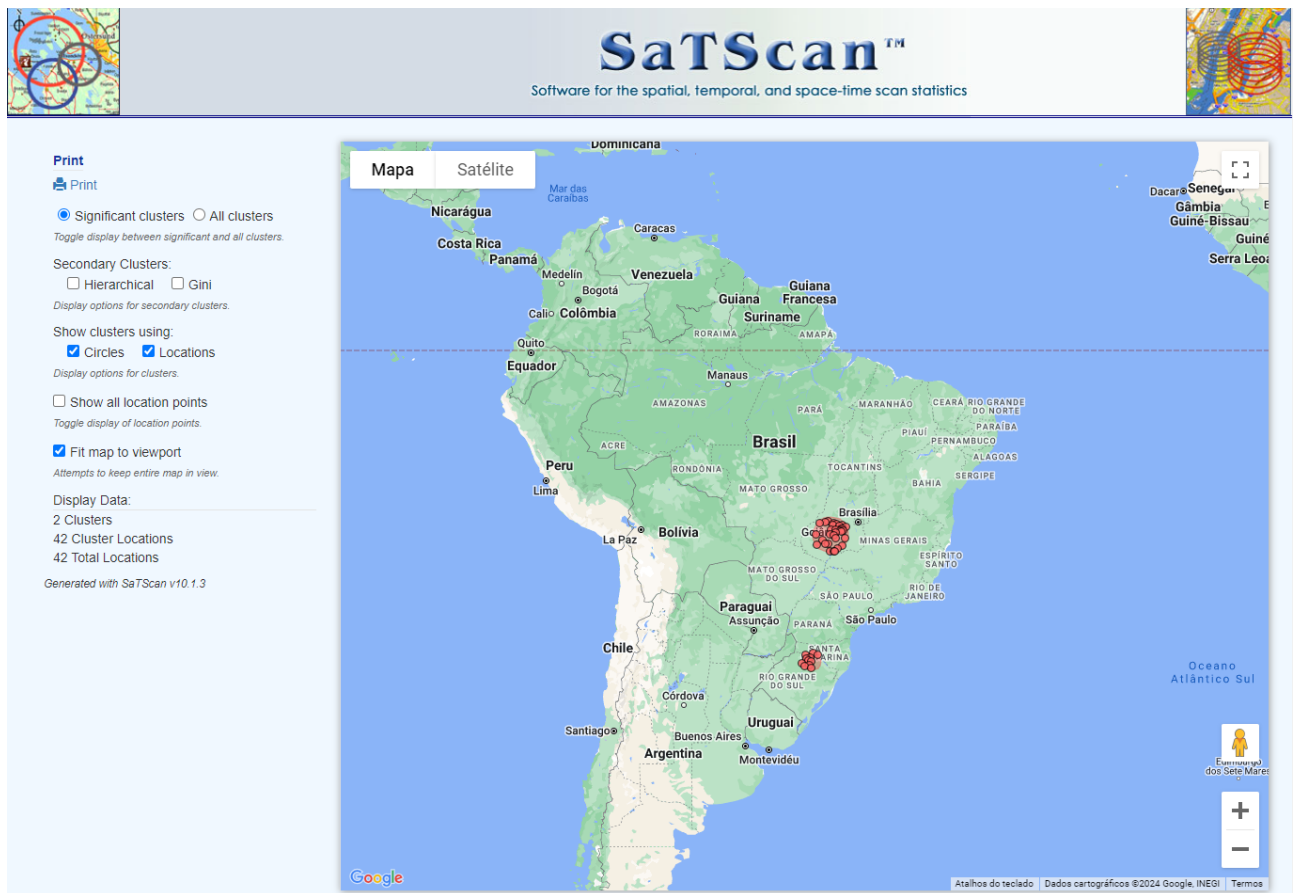 SaTScan™
Software for the spatial, temporal, and space-time scan statistics
Print
Print
Significant clusters All clusters
Toggle display between significant and all clusters.
Secondary Clusters:
Hierarchical Gini
Display options for secondary clusters.
Show clusters using:
Circles Locations
Display options for clusters.
Show all location points
Toggle display of location points.
Fit map to viewport
Attempts to keep entire map in view.
Display Data:
2 Clusters
42 Cluster Locations
42 Total Locations
Generated with SaTScan v10.1.3
Mapa Satélite
Dominicana
Mar das
Caraíbas
Dacar
Senegal
Gâmbia
Guiné-Bissau
Nicarágua
Costa Rica
Panamá
Caracas
Medelín
Venezuela
Bogotá
Cali
Colômbia
Guiana
Guiana
Francesa
Suriname
RORAIMA
AMAPÁ
Quito
Equador
Manaus
AMAZONAS
PARÁ
MARANHÃO
CEARÁ
RIO GRANDE
DO NORTE
PARAÍBA
PIAUÍ
PERNAMBUCO
ALAGOAS
SERGIPE
ACRE
Brasil
RONDÔNIA
TOCANTINS
BAHIA
MATO GROSSO
Peru
Lima
Brasília
Bolívia
La Paz
MINAS GERAIS
ESPÍRITO
SANTO
MATO GROSSO
DO SUL
RIO DE
JANEIRO
SÃO PAULO
Paraguai
Assunção
PARANÁ
São Paulo
Chile
SANTA
RIO GRANDE
DO SUL
Oceano
Atlântico Sul
Córdova
Santiago
Uruguai
Buenos Aires
Argentina
Montevidéu
dos Sete Mares
Google
Atalhos do teclado
Dados cartográficos ©2024 Google, INEGI
Termos